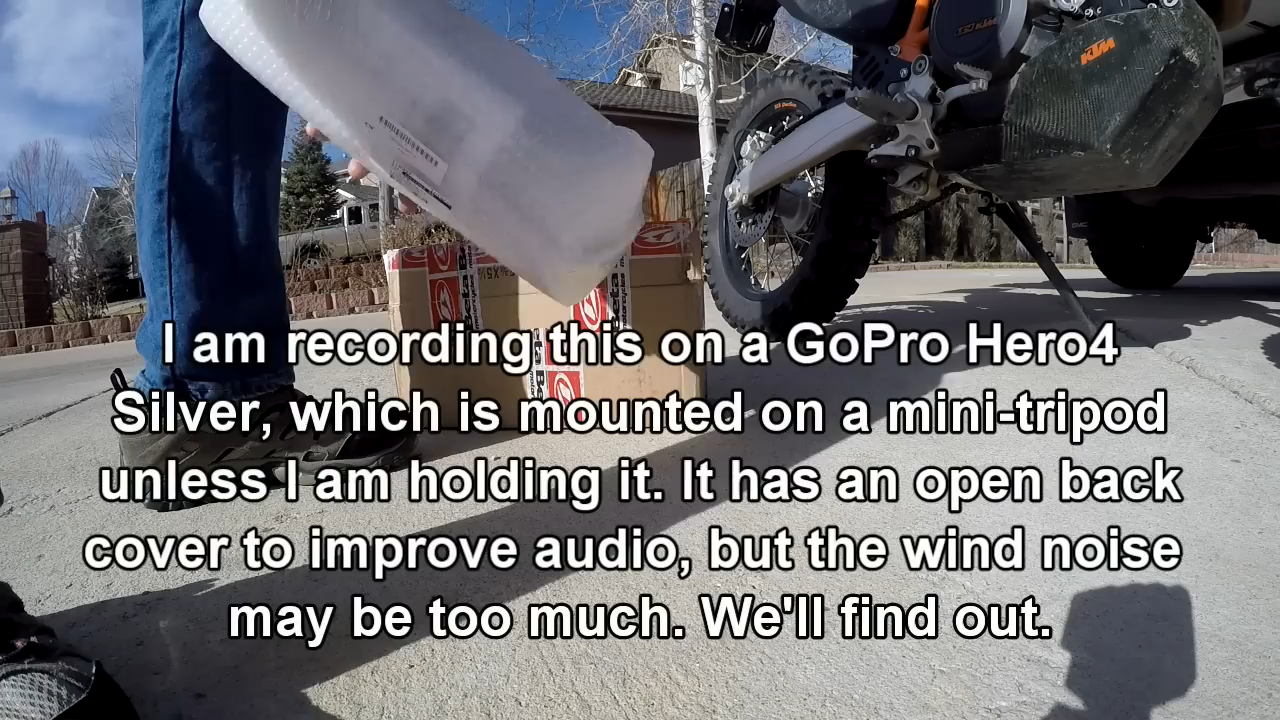 KTM
I am recording this on a GoPro Hero4
Silver, which is mounted on a mini-tripod
unless I am holding it. It has an open back
cover to improve audio, but the wind noise
may be too much. We'll find out.